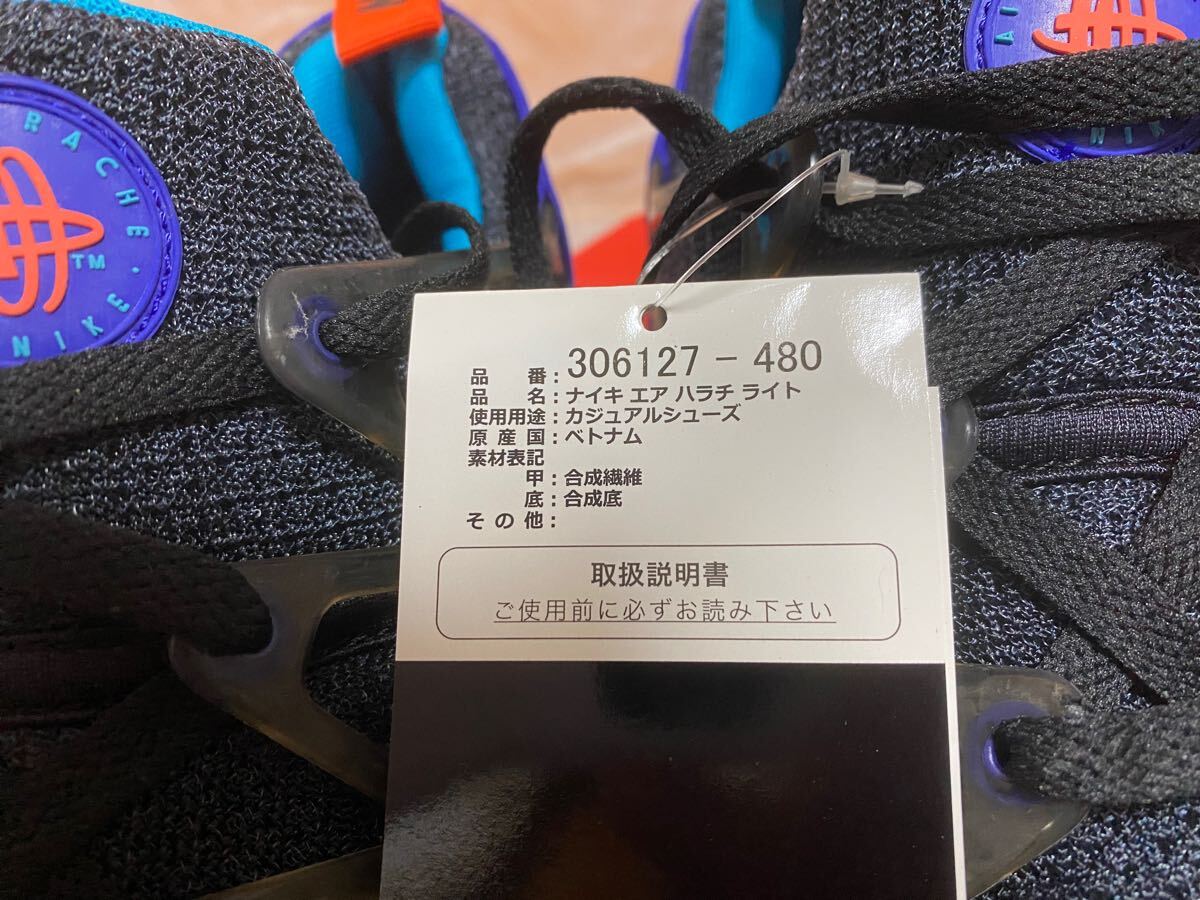 RACHE.
TM
NIKE
AI
NIK
品 番 : 306127 - 480
品 名 : ナイキ エア ハラチ ライト
使用用途 : カジュアルシューズ
原 産 国 : ベトナム
素材表記
甲 : 合成繊維
底 : 合成底
そ の 他 :
取扱説明書
ご使用前に必ずお読み下さい